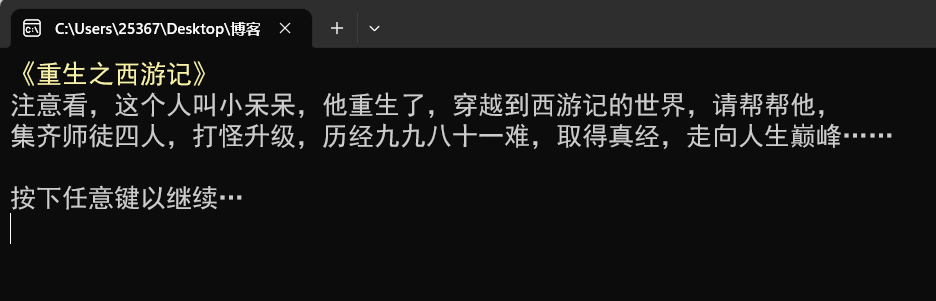 C:\Users\25367\Desktop\博客
《重生之西游记》
注意看，这个人叫小呆呆，他重生了，穿越到西游记的世界，请帮帮他，
集齐师徒四人，打怪升级，历经九九八十一难，取得真经，走向人生巅峰……
按下任意键以继续…